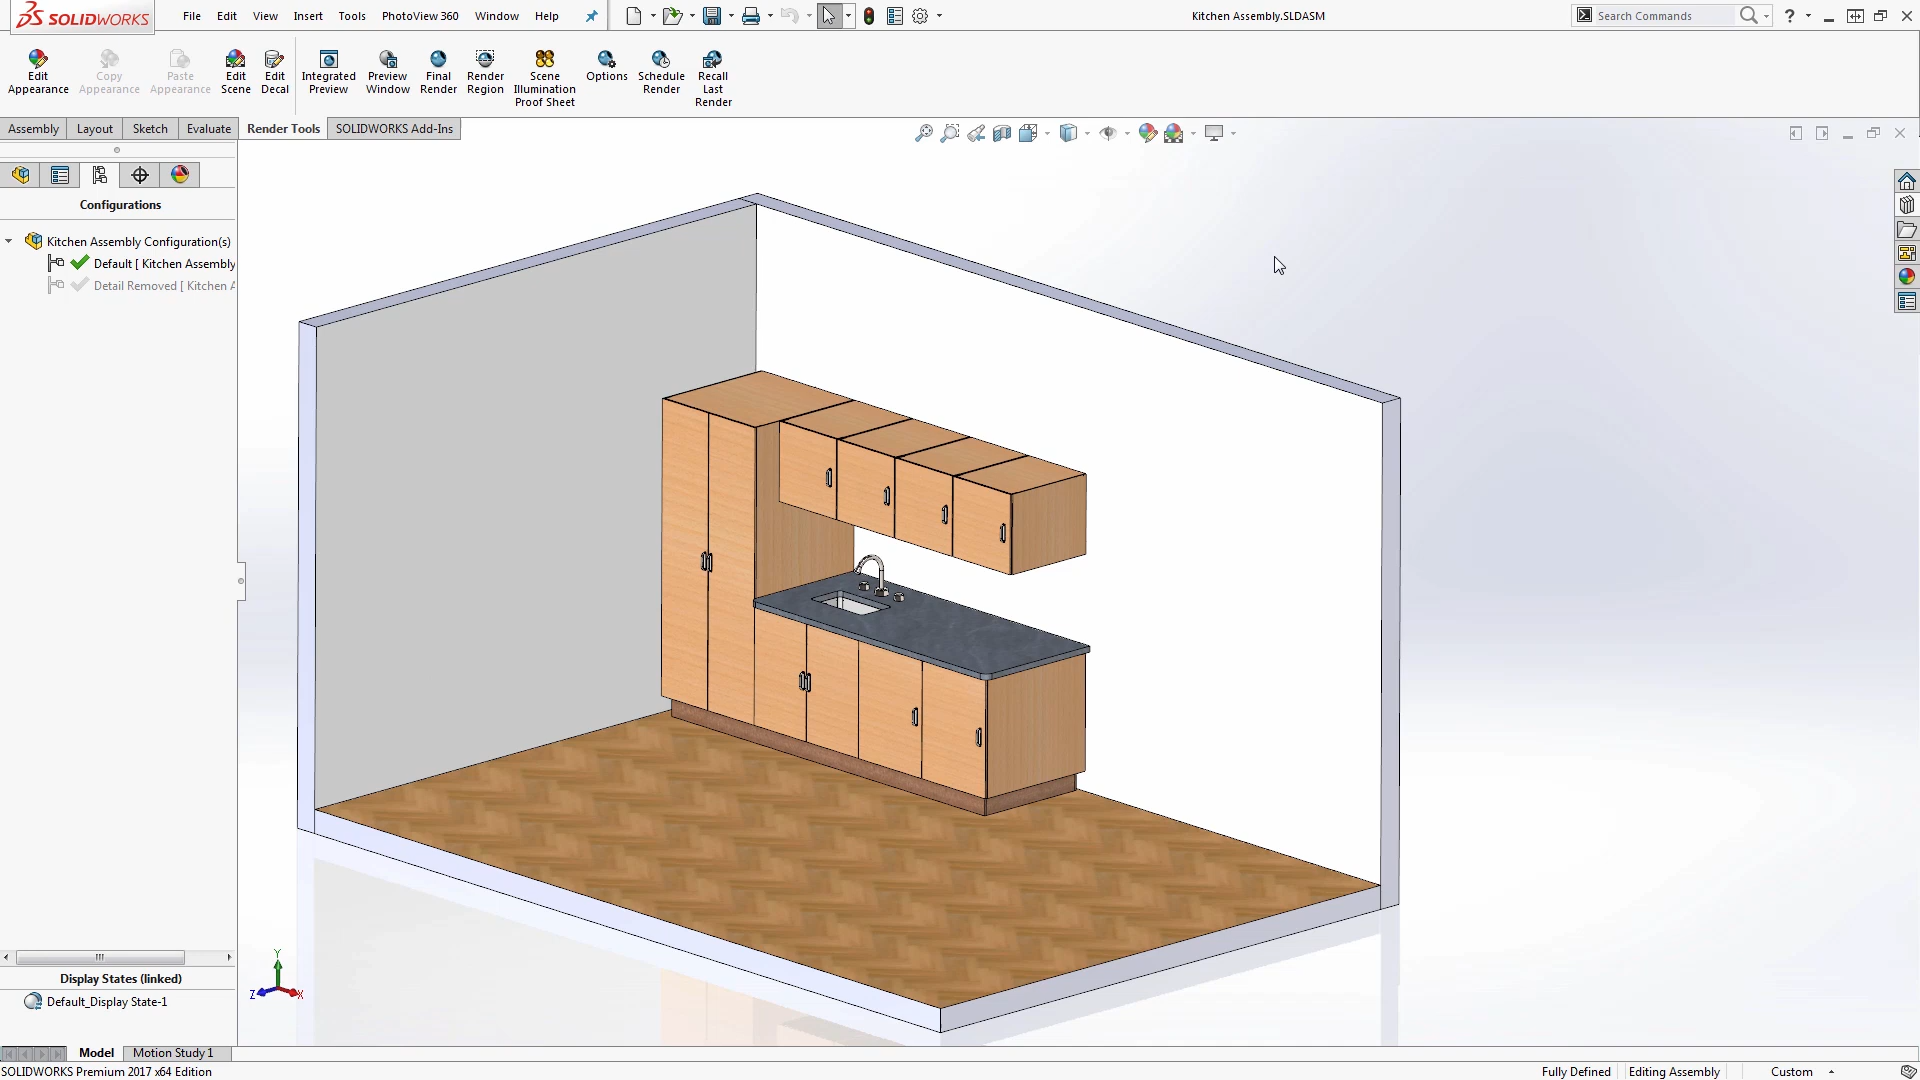 SOLIDWORKS
File Edit View Insert Tools PhotoView 360 Window Help
Kitchen Assembly.SLDASM
Search Commands
?
Edit Appearance
Copy Appearance
Paste Appearance
Edit Scene
Edit Decal
Integrated Preview
Preview Window
Final Render
Render Region
Scene Illumination Proof Sheet
Options
Schedule Render
Recall Last Render
Assembly Layout Sketch Evaluate Render Tools SOLIDWORKS Add-Ins
Configurations
Kitchen Assembly Configuration(s)
Default [ Kitchen Assembly
Detail Removed [ Kitchen A
Display States (linked)
Default_Display State-1
Y
Z X
Model Motion Study 1
SOLIDWORKS Premium 2017 x64 Edition
Fully Defined Editing Assembly Custom